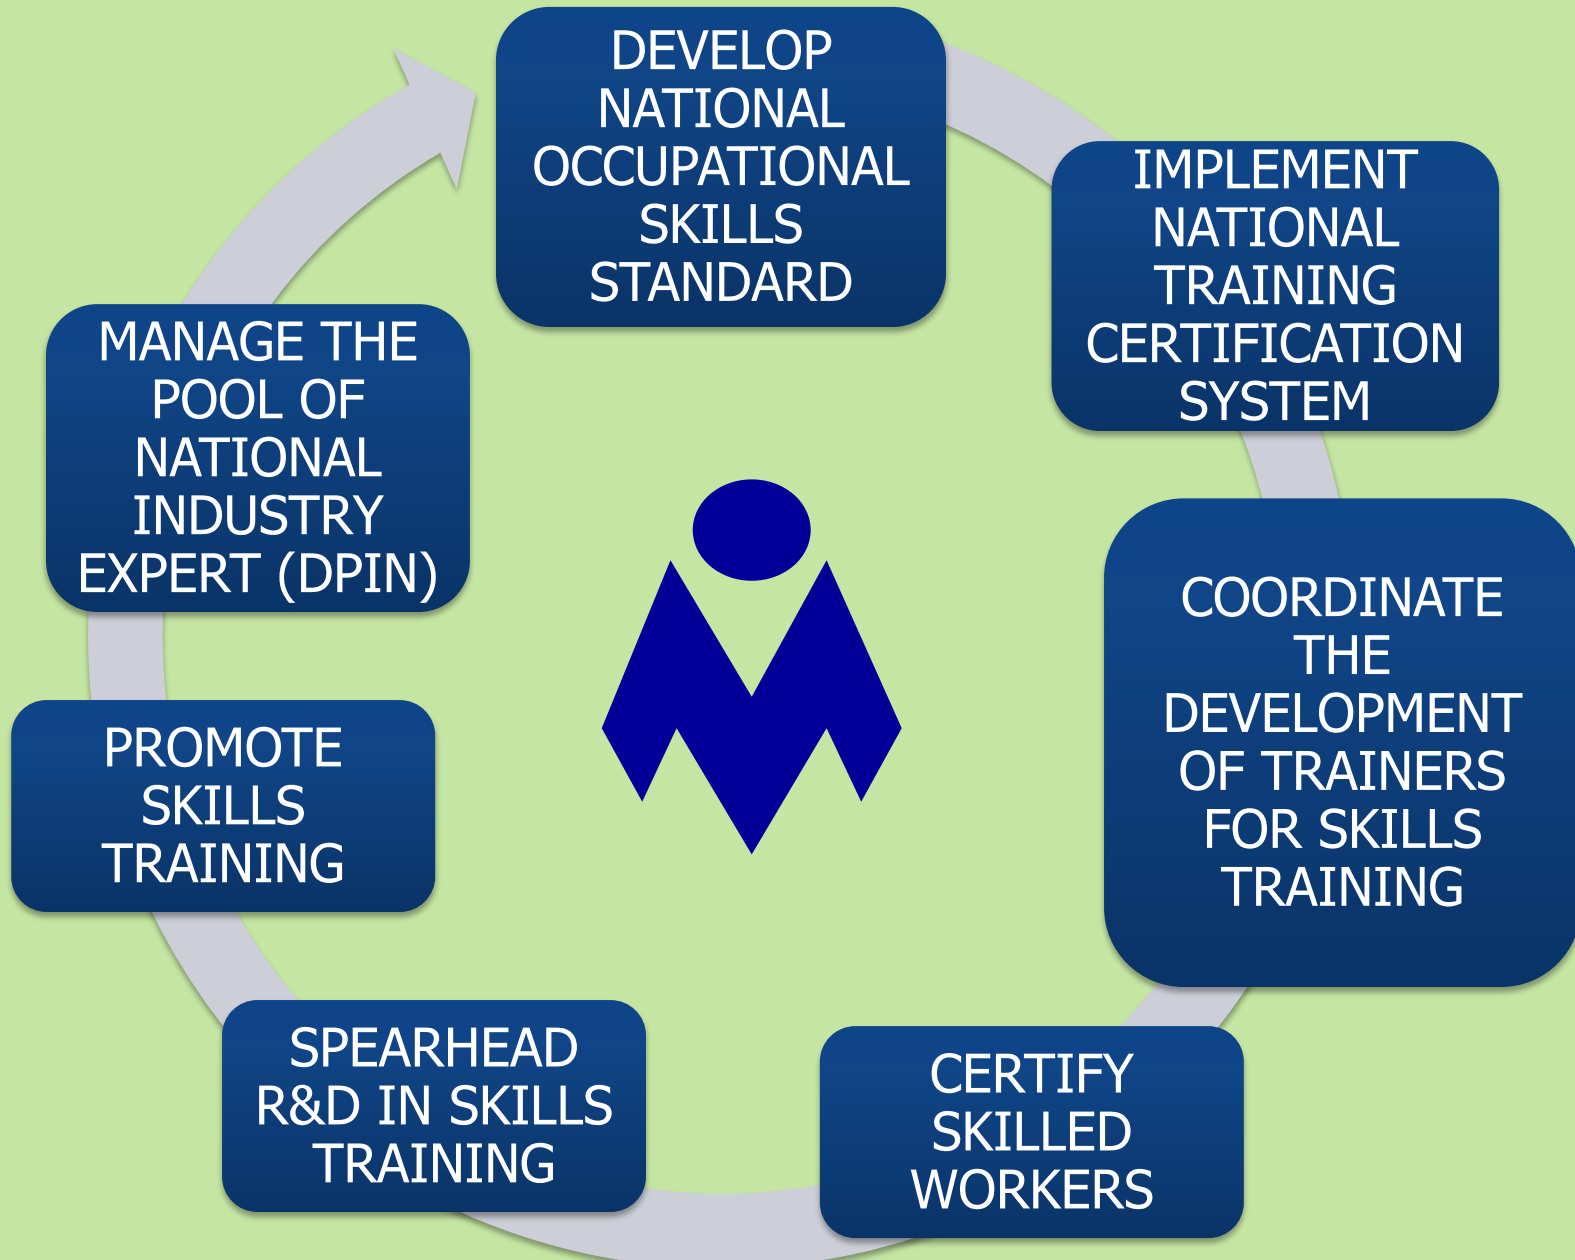 DEVELOP
NATIONAL
OCCUPATIONAL
SKILLS
STANDARD
IMPLEMENT
NATIONAL
TRAINING
CERTIFICATION
SYSTEM
COORDINATE
THE
DEVELOPMENT
OF TRAINERS
FOR SKILLS
TRAINING
CERTIFY
SKILLED
WORKERS
SPEARHEAD
R&D IN SKILLS
TRAINING
PROMOTE
SKILLS
TRAINING
MANAGE THE
POOL OF
NATIONAL
INDUSTRY
EXPERT (DPIN)